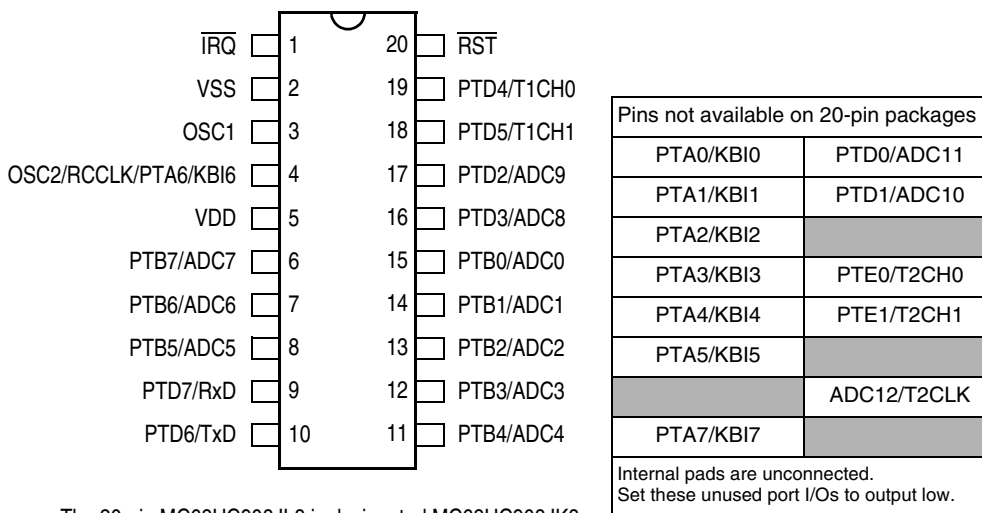 IRQ 1 20 RST
VSS 2 19 PTD4/T1CH0
OSC1 3 18 PTD5/T1CH1
OSC2/RCCLK/PTA6/KBI6 4 17 PTD2/ADC9
VDD 5 16 PTD3/ADC8
PTB7/ADC7 6 15 PTB0/ADC0
PTB6/ADC6 7 14 PTB1/ADC1
PTB5/ADC5 8 13 PTB2/ADC2
PTD7/RxD 9 12 PTB3/ADC3
PTD6/TxD 10 11 PTB4/ADC4
Pins not available on 20-pin packages
PTA0/KBI0 PTD0/ADC11
PTA1/KBI1 PTD1/ADC10
PTA2/KBI2
PTA3/KBI3 PTE0/T2CH0
PTA4/KBI4 PTE1/T2CH1
PTA5/KBI5
ADC12/T2CLK
PTA7/KBI7
Internal pads are unconnected.
Set these unused port I/Os to output low.